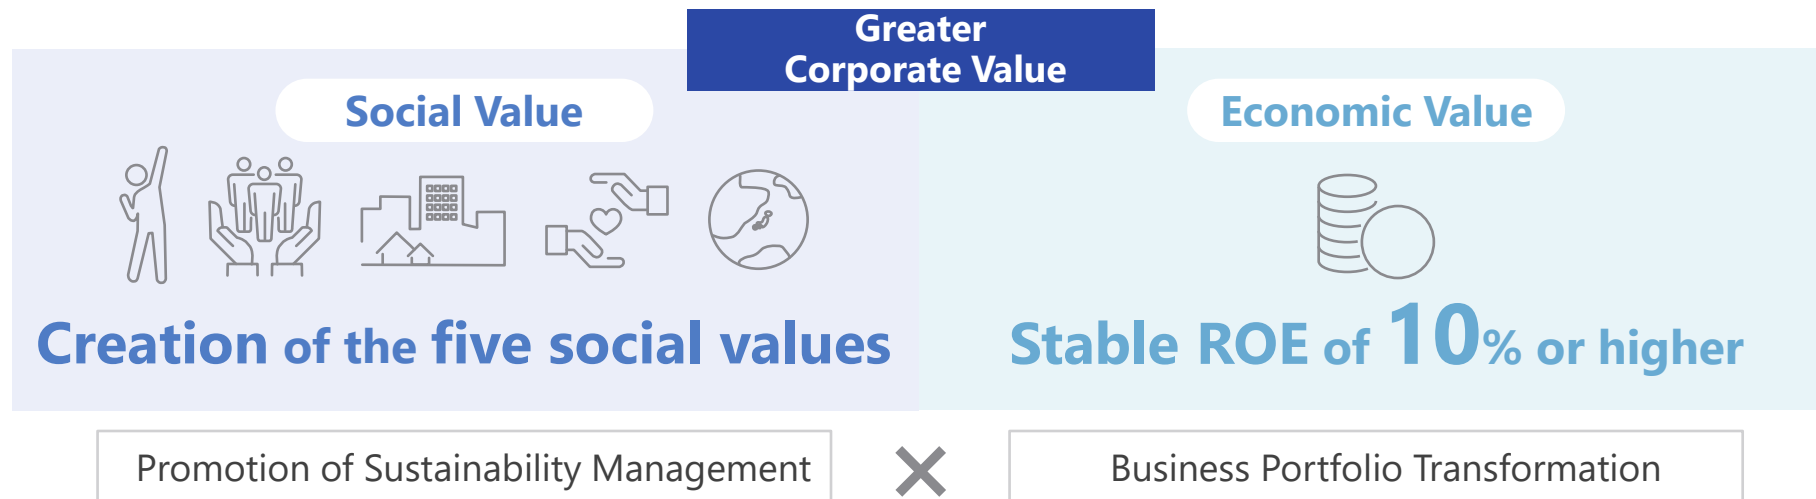 Greater
Corporate Value
Social Value
Economic Value
Creation of the five social values
Stable ROE of 10% or higher
Promotion of Sustainability Management
Business Portfolio Transformation